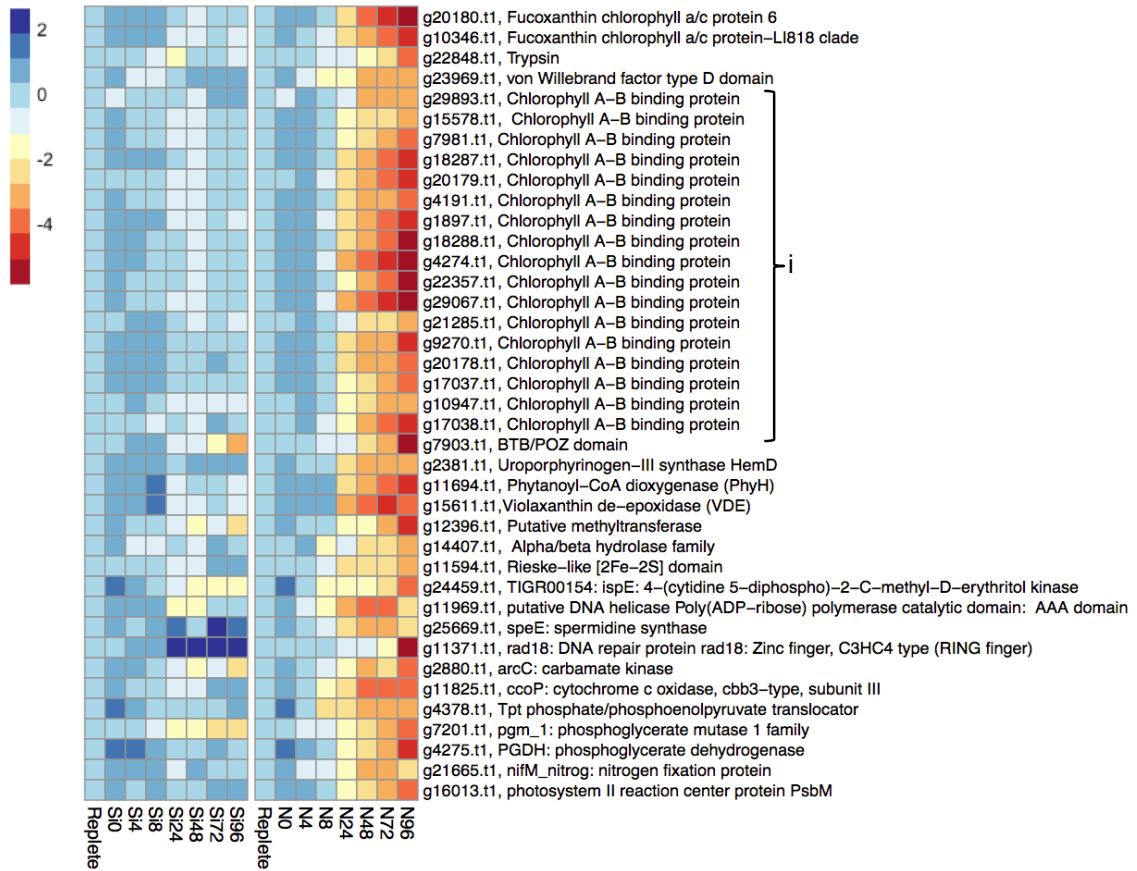 2
0
-2
-4
g20180.t1, Fucoxanthin chlorophyll a/c protein 6
g10346.t1, Fucoxanthin chlorophyll a/c protein−LI818 clade
g22848.t1, Trypsin
g23969.t1, von Willebrand factor type D domain
g29893.t1, Chlorophyll A−B binding protein
g15578.t1, Chlorophyll A−B binding protein
g7981.t1, Chlorophyll A−B binding protein
g18287.t1, Chlorophyll A−B binding protein
g20179.t1, Chlorophyll A−B binding protein
g4191.t1, Chlorophyll A−B binding protein
g1897.t1, Chlorophyll A−B binding protein
g18288.t1, Chlorophyll A−B binding protein
g4274.t1, Chlorophyll A−B binding protein
g22357.t1, Chlorophyll A−B binding protein
g29067.t1, Chlorophyll A−B binding protein
g21285.t1, Chlorophyll A−B binding protein
g9270.t1, Chlorophyll A−B binding protein
g20178.t1, Chlorophyll A−B binding protein
g17037.t1, Chlorophyll A−B binding protein
g10947.t1, Chlorophyll A−B binding protein
g17038.t1, Chlorophyll A−B binding protein
i
g7903.t1, BTB/POZ domain
g2381.t1, Uroporphyrinogen−III synthase HemD
g11694.t1, Phytanoyl−CoA dioxygenase (PhyH)
g15611.t1,Violaxanthin de−epoxidase (VDE)
g12396.t1, Putative methyltransferase
g14407.t1, Alpha/beta hydrolase family
g11594.t1, Rieske−like [2Fe−2S] domain
g24459.t1, TIGR00154: ispE: 4−(cytidine 5−diphospho)−2−C−methyl−D−erythritol kinase
g11969.t1, putative DNA helicase Poly(ADP−ribose) polymerase catalytic domain: AAA domain
g25669.t1, speE: spermidine synthase
g11371.t1, rad18: DNA repair protein rad18: Zinc finger, C3HC4 type (RING finger)
g2880.t1, arcC: carbamate kinase
g11825.t1, ccoP: cytochrome c oxidase, cbb3−type, subunit III
g4378.t1, Tpt phosphate/phosphoenolpyruvate translocator
g7201.t1, pgm_1: phosphoglycerate mutase 1 family
g4275.t1, PGDH: phosphoglycerate dehydrogenase
g21665.t1, nifM_nitrog: nitrogen fixation protein
g16013.t1, photosystem II reaction center protein PsbM
Replete Si0 Si4 Si8 Si24 Si48 Si72 Si96 Replete N0 N4 N8 N24 N48 N72 N96